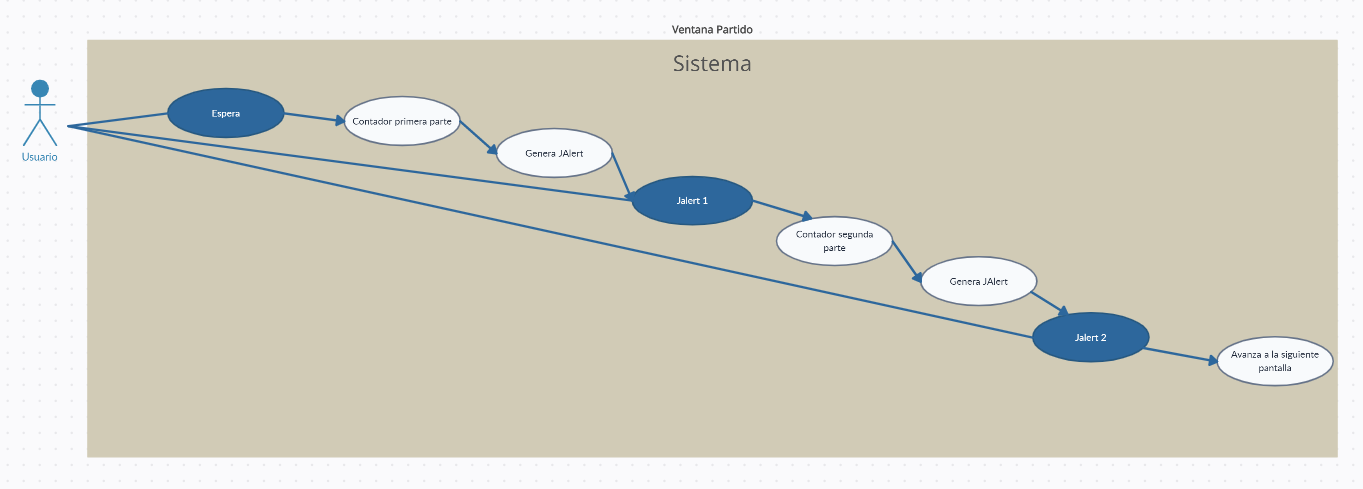 Ventana Partido
Sistema
Usuario
Espera
Contador primera parte
Genera JAlert
Jalert 1
Contador segunda
parte
Genera JAlert
Jalert 2
Avanza a la siguiente
pantalla